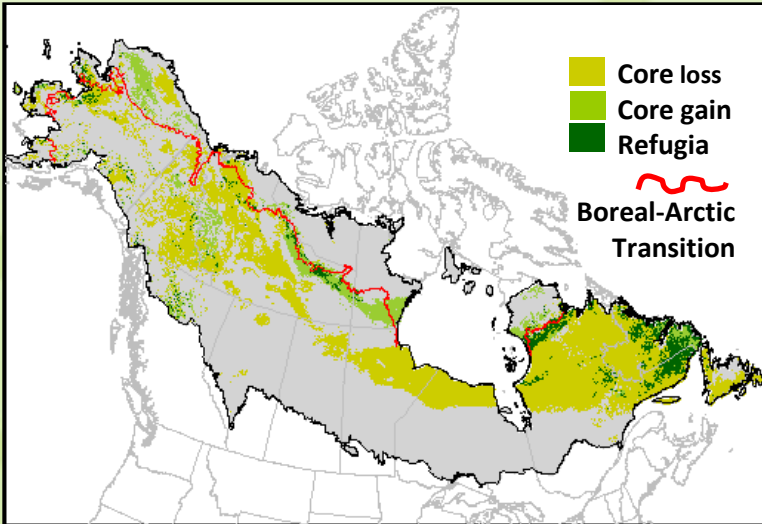 Core loss
Core gain
Refugia
Boreal-Arctic
Transition